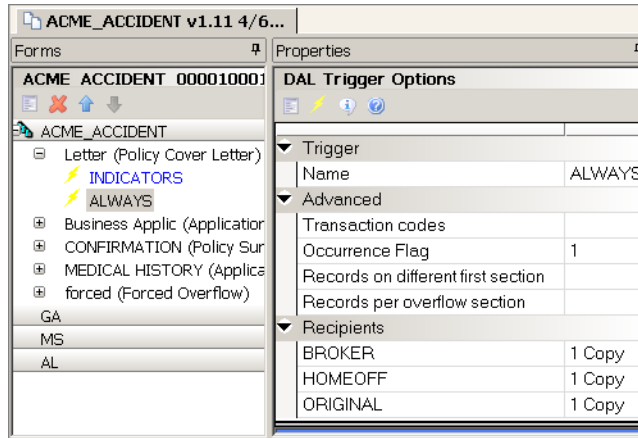 ACME_ACCIDENT v1.11 4/6...
Forms
ACME ACCIDENT 000010001
ACME_ACCIDENT
Letter (Policy Cover Letter)
INDICATORS
ALWAYS
Business Applic (Application
CONFIRMATION (Policy Sur
MEDICAL HISTORY (Applica
forced (Forced Overflow)
GA
MS
AL
Properties
DAL Trigger Options
Trigger
Name ALWAYS
Advanced
Transaction codes
Occurrence Flag 1
Records on different first section
Records per overflow section
Recipients
BROKER 1 Copy
HOMEOFF 1 Copy
ORIGINAL 1 Copy